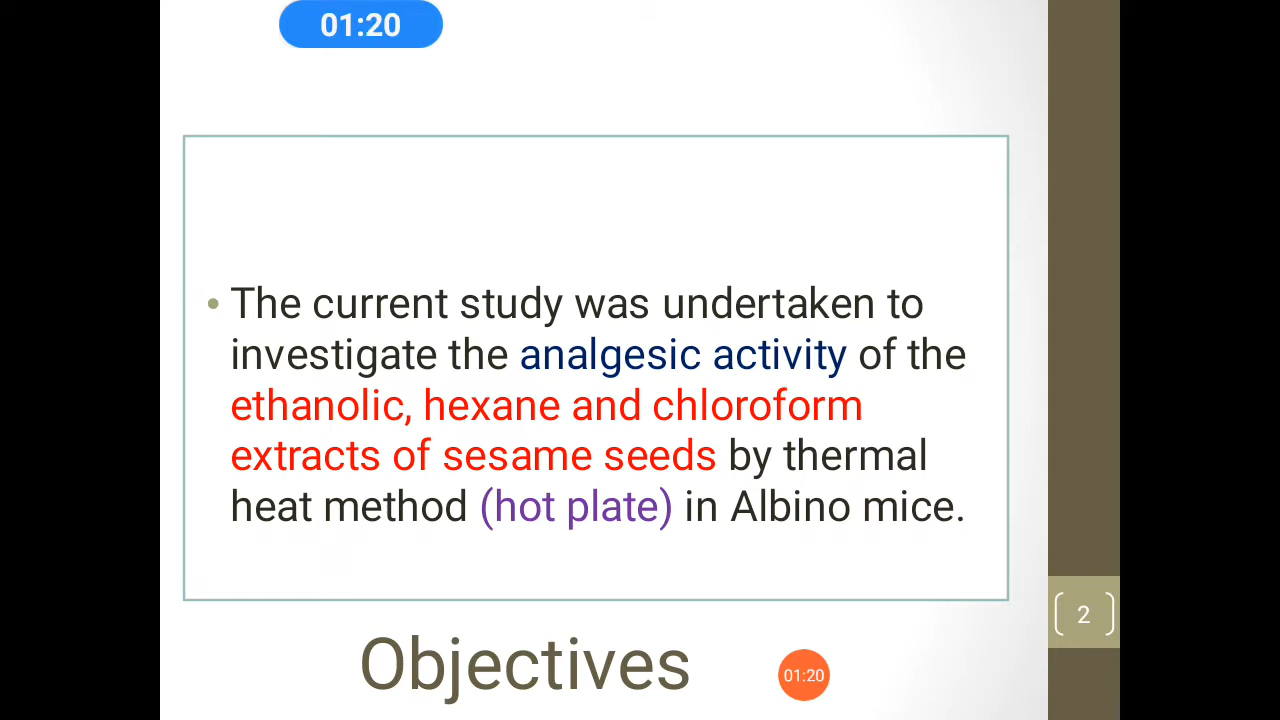 01:20
• The current study was undertaken to
investigate the analgesic activity of the
ethanolic, hexane and chloroform
extracts of sesame seeds by thermal
heat method (hot plate) in Albino mice.
2
Objectives
01:20